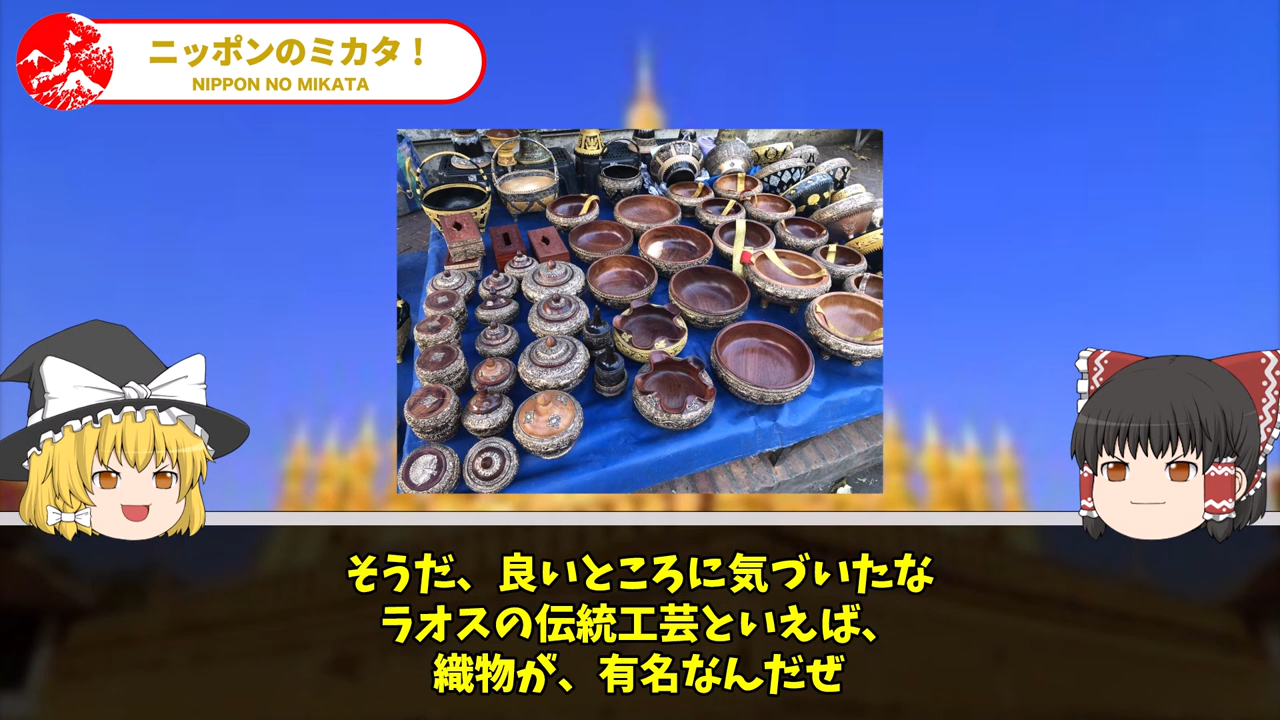 ニッポンのミカタ！
NIPPON NO MIKATA
そうだ、良いところに気づいたな
ラオスの伝統工芸といえば、
織物が、有名なんだぜ